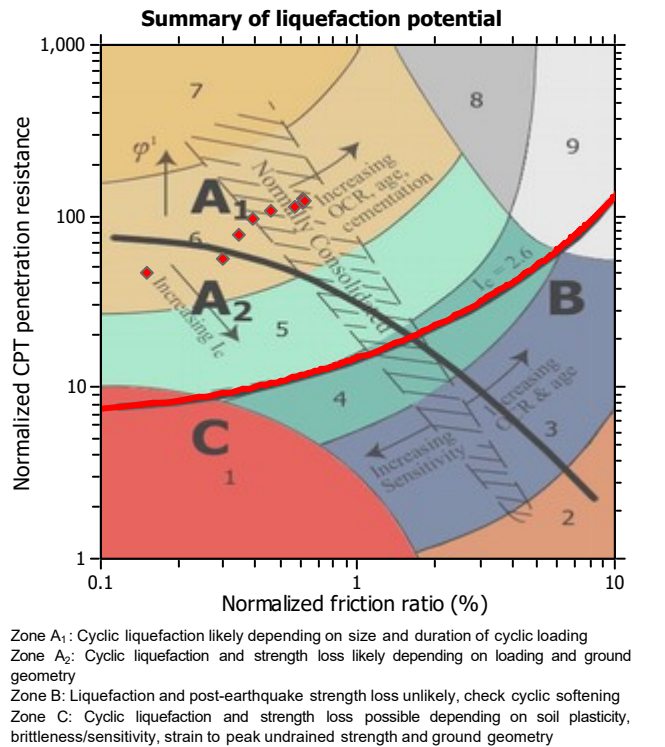 Summary of liquefaction potential
1,000
7
8
9
φ'
Increasing
OCR, age,
cementation
A1
Normally Consolidated
100
6
Ic = 2.6
A2
B
Increasing Ic
5
10
4
Increasing
OCR & age
3
C
Increasing
Sensitivity
1
2
1
0.1
1
10
Normalized CPT penetration resistance
Normalized friction ratio (%)
Zone A1: Cyclic liquefaction likely depending on size and duration of cyclic loading
Zone A2: Cyclic liquefaction and strength loss likely depending on loading and ground
geometry
Zone B: Liquefaction and post-earthquake strength loss unlikely, check cyclic softening
Zone C: Cyclic liquefaction and strength loss possible depending on soil plasticity,
brittleness/sensitivity, strain to peak undrained strength and ground geometry